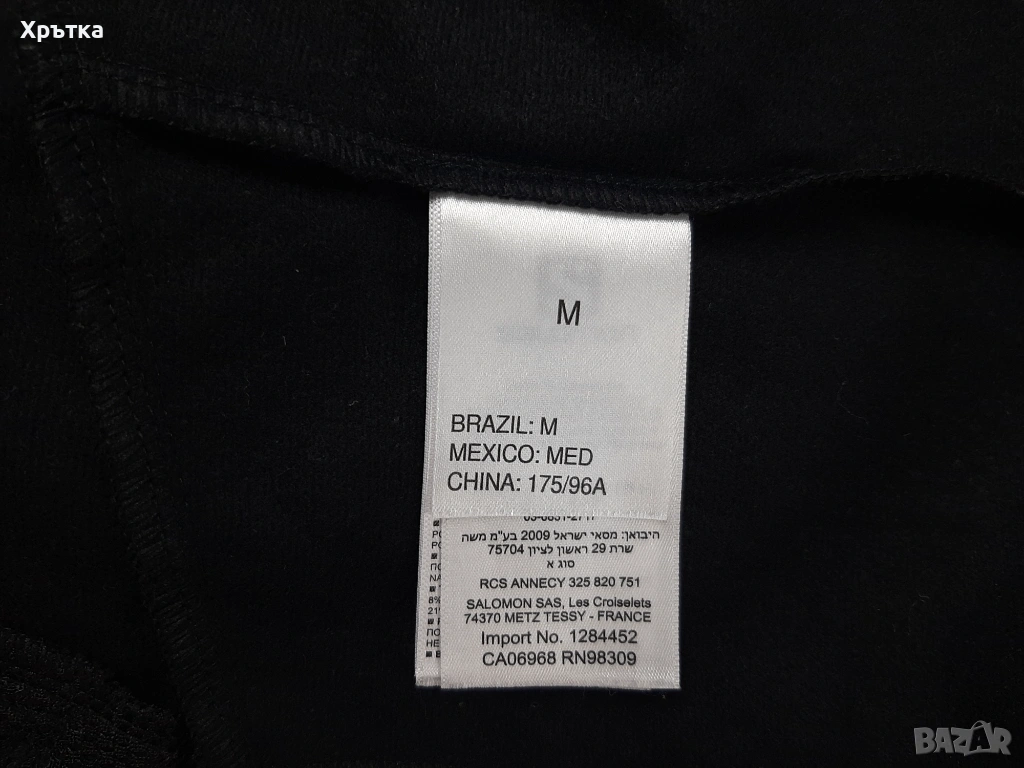 Хрътка
M
BRAZIL: M
MEXICO: MED
CHINA: 175/96A
היבואן: מסאי ישראל 2009 בע"מ משה
שרת 29 ראשון לציון 75704
סוג א
RCS ANNECY 325 820 751
SALOMON SAS, Les Croiselets
74370 METZ TESSY - FRANCE
Import No. 1284452
CA06968 RN98309
8%
21%
BAZAR